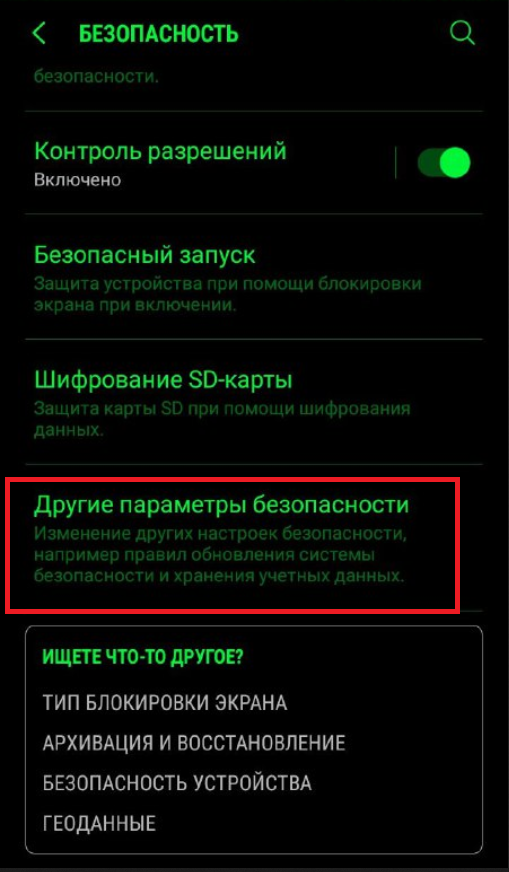 БЕЗОПАСНОСТЬ
безопасности.
Контроль разрешений
Включено
Безопасный запуск
Защита устройства при помощи блокировки
экрана при включении.
Шифрование SD-карты
Защита карты SD при помощи шифрования
данных.
Другие параметры безопасности
Изменение других настроек безопасности,
например правил обновления системы
безопасности и хранения учетных данных.
ИЩЕТЕ ЧТО-ТО ДРУГОЕ?
ТИП БЛОКИРОВКИ ЭКРАНА
АРХИВАЦИЯ И ВОССТАНОВЛЕНИЕ
БЕЗОПАСНОСТЬ УСТРОЙСТВА
ГЕОДАННЫЕ